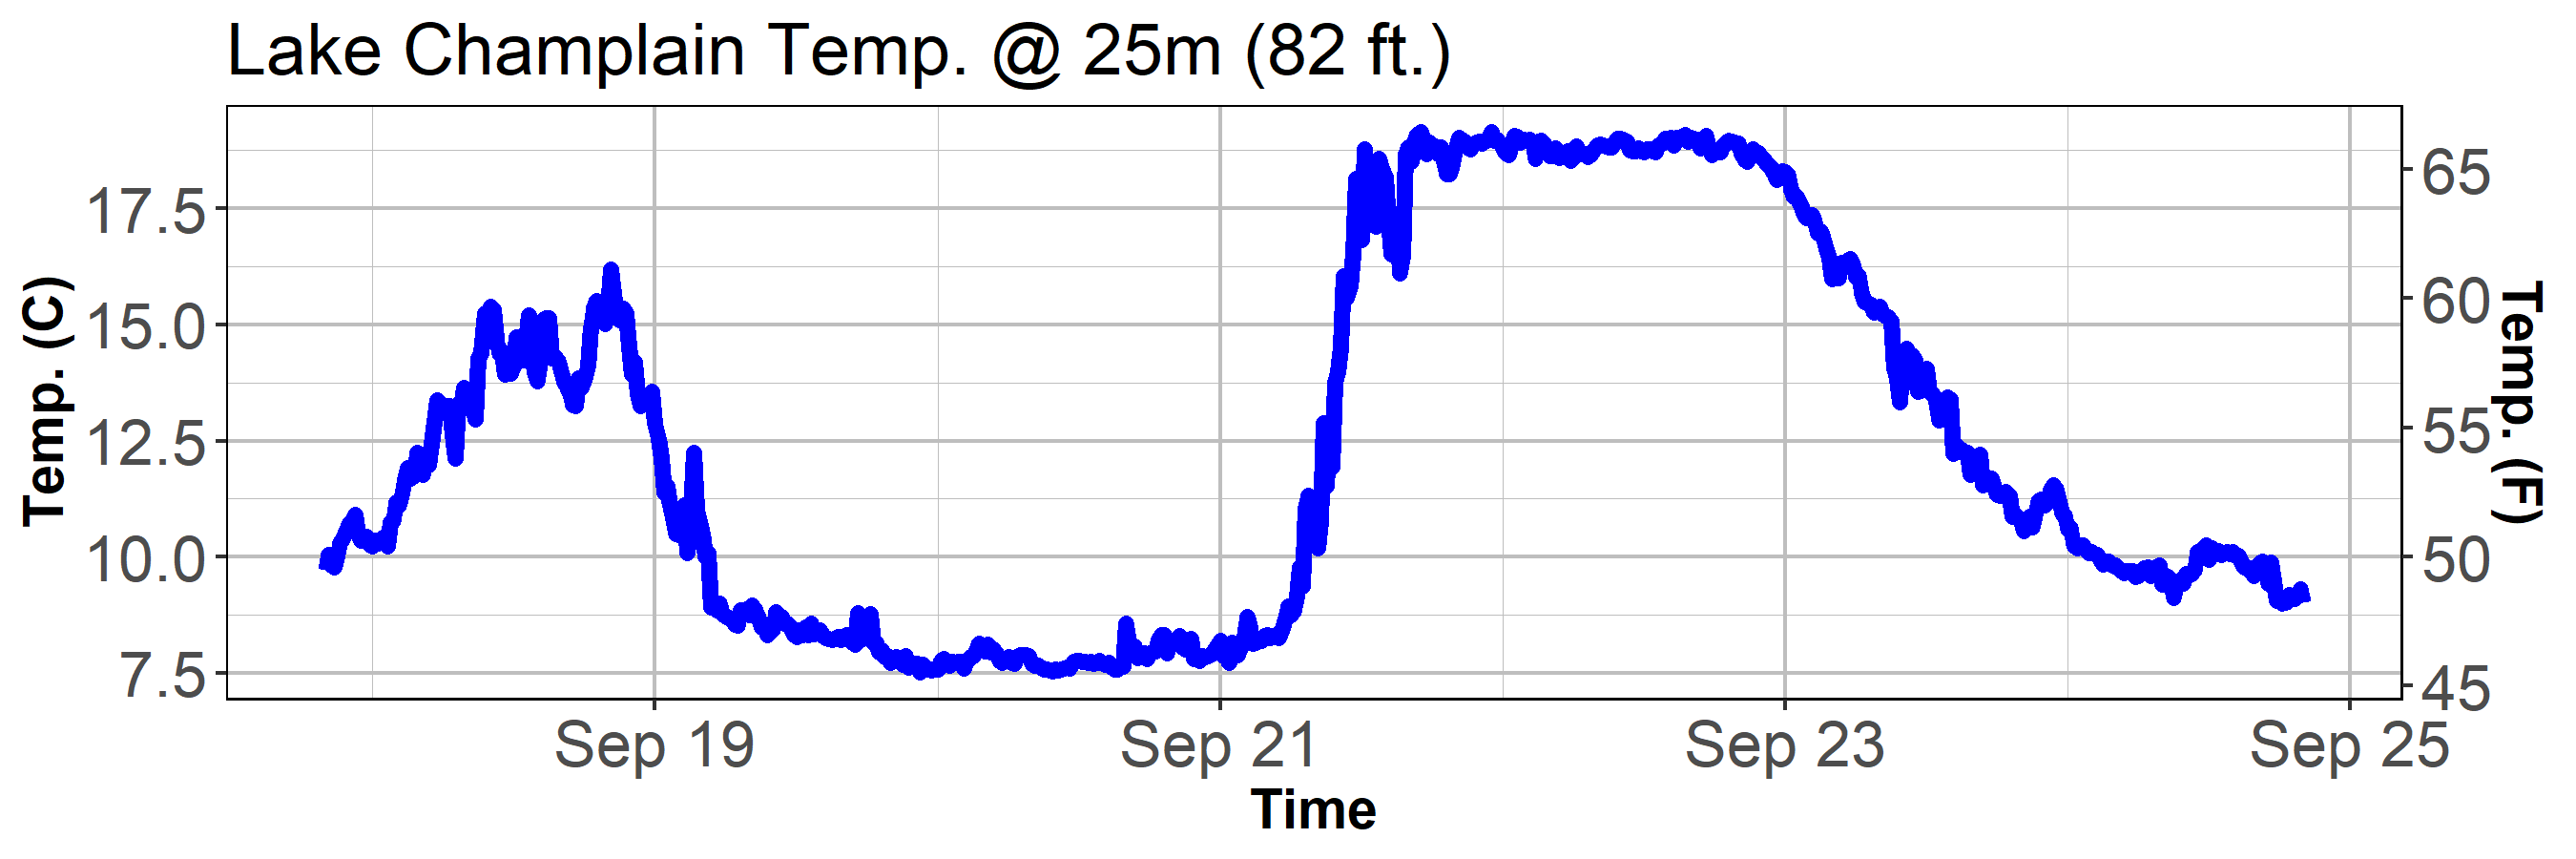 Lake Champlain Temp. @ 25m (82 ft.)
Temp. (C)
17.5
15.0
12.5
10.0
7.5
65
60
55
50
45
Temp. (F)
Sep 19 Sep 21 Sep 23 Sep 25
Time